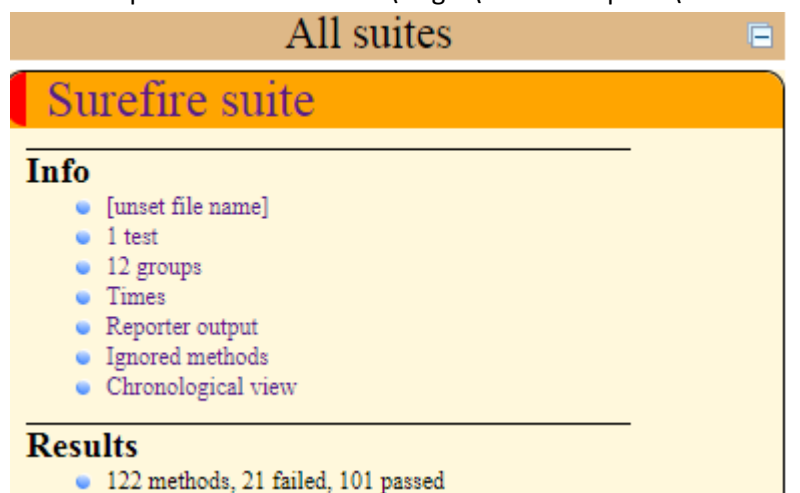 All suites
Surefire suite
Info
[unset file name]
1 test
12 groups
Times
Reporter output
Ignored methods
Chronological view
Results
122 methods, 21 failed, 101 passed